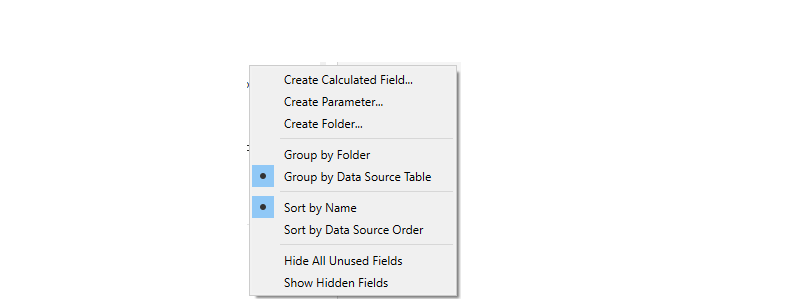 Create Calculated Field...
Create Parameter...
Create Folder...
Group by Folder
Group by Data Source Table
Sort by Name
Sort by Data Source Order
Hide All Unused Fields
Show Hidden Fields